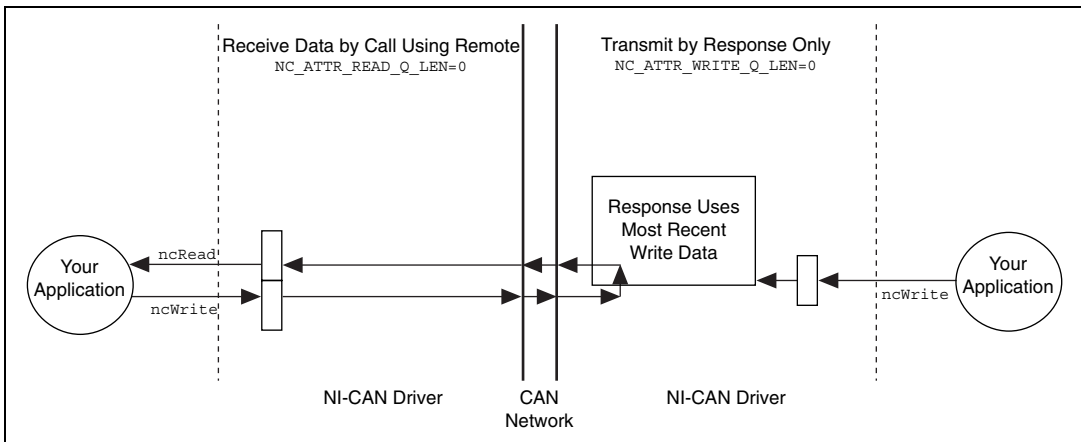 Receive Data by Call Using Remote
NC_ATTR_READ_Q_LEN=0
Transmit by Response Only
NC_ATTR_WRITE_Q_LEN=0
Response Uses
Most Recent
Write Data
Your
Application
ncRead
ncWrite
ncWrite
Your
Application
NI-CAN Driver
CAN
Network
NI-CAN Driver